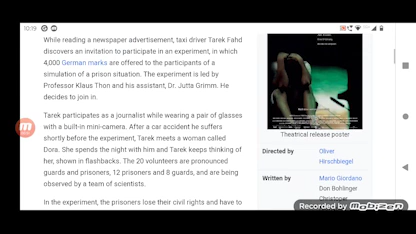 10:19
While reading a newspaper advertisement, taxi driver Tarek Fahd
discovers an invitation to participate in an experiment, in which
4,000 German marks are offered to the participants of a
simulation of a prison situation. The experiment is led by
Professor Klaus Thon and his assistant, Dr. Jutta Grimm. He
decides to join in.
Tarek participates as a journalist while wearing a pair of glasses
with a built-in mini-camera. After a car accident he suffers
shortly before the experiment, Tarek meets a woman called
Dora. She spends the night with him and Tarek keeps thinking of
her, shown in flashbacks. The 20 volunteers are pronounced
guards and prisoners, 12 prisoners and 8 guards, and are being
observed by a team of scientists.
In the experiment, the prisoners lose their civil rights and have to
Theatrical release poster
Directed by
Oliver
Hirschbiegel
Written by
Mario Giordano
Don Bohlinger
Recorded by Mobizen